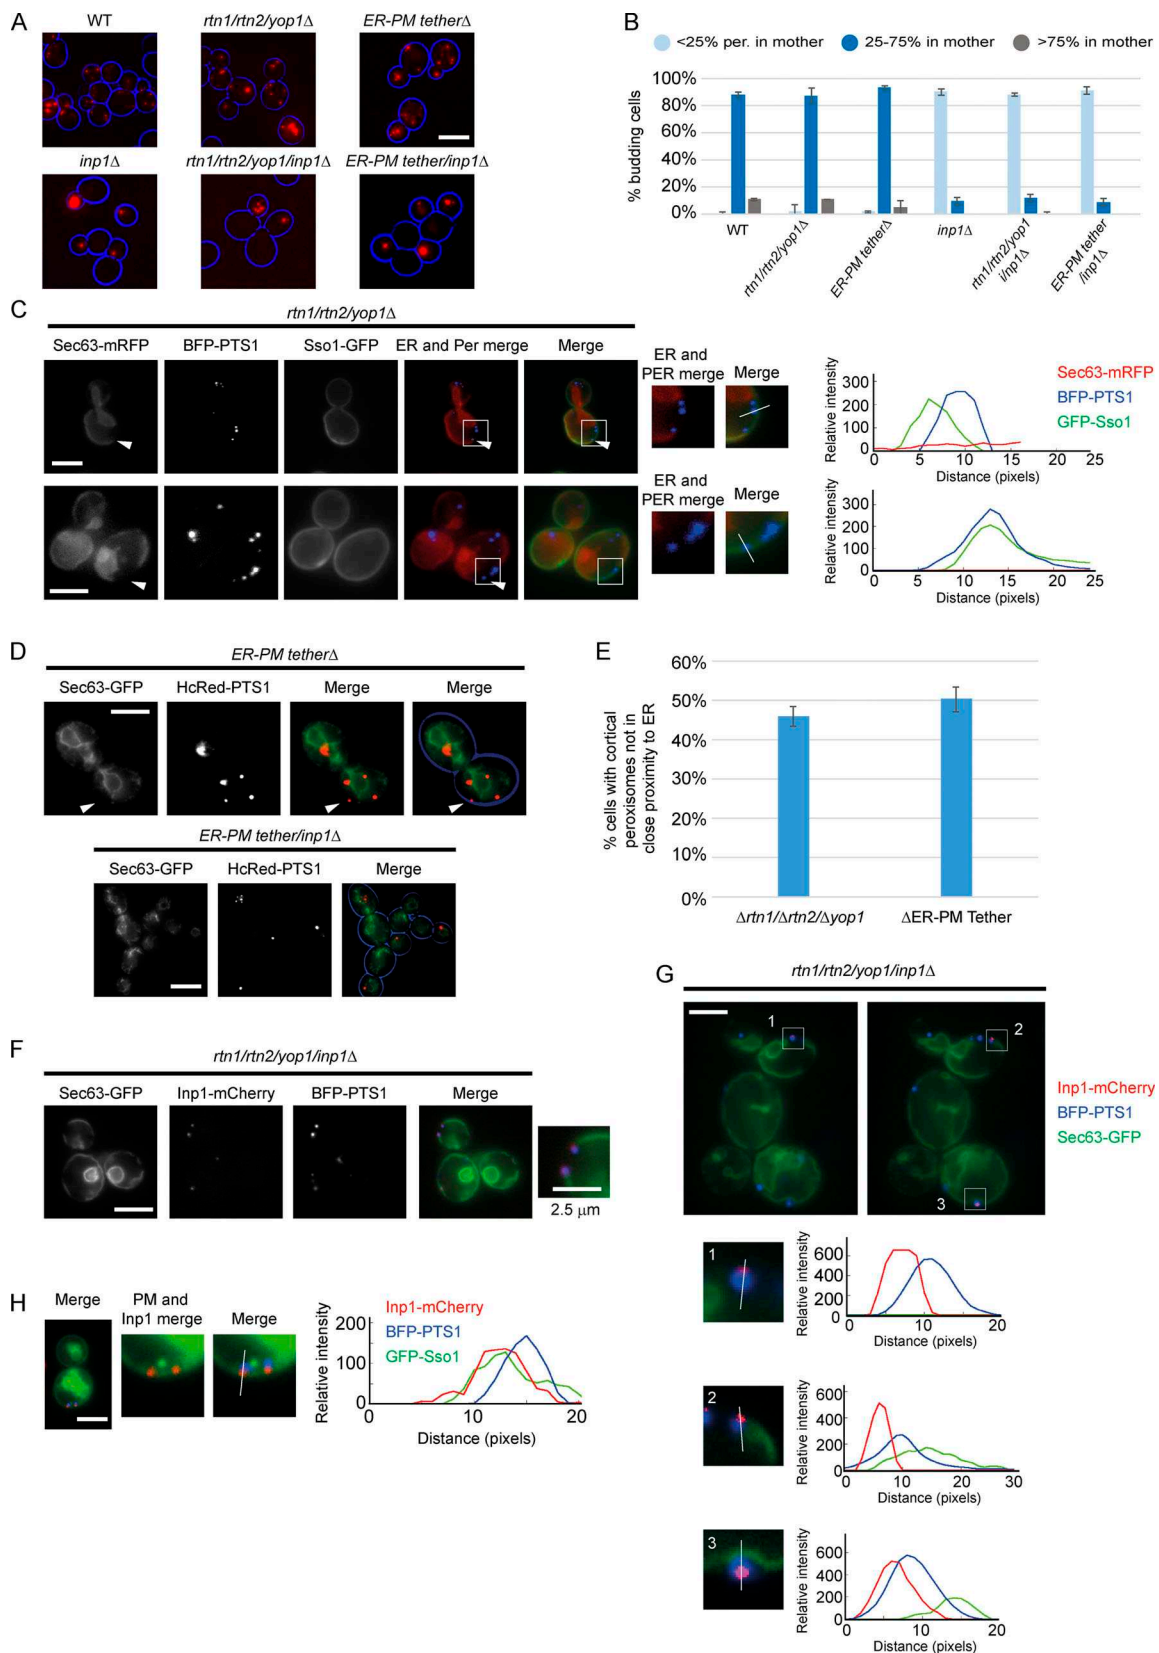 A
WT
rtn1/rtn2/yop1Δ
ER-PM tetherΔ
inp1Δ
rtn1/rtn2/yop1/inp1Δ
ER-PM tether/inp1Δ
B
<25% per. in mother
25-75% in mother
>75% in mother
% budding cells
100%
80%
60%
40%
20%
0%
WT
rtn1/rtn2/yop1Δ
ER-PM tetherΔ
inp1Δ
rtn1/rtn2/yop1
i/np1Δ
ER-PM tether
/inp1Δ
C
rtn1/rtn2/yop1Δ
Sec63-mRFP
BFP-PTS1
Sso1-GFP
ER and Per merge
Merge
ER and
PER merge
Merge
Relative intensity
300
200
100
0
0 5 10 15 20 25
Distance (pixels)
Sec63-mRFP
BFP-PTS1
GFP-Sso1
ER and
PER merge
Merge
Relative intensity
300
200
100
0
0 5 10 15 20 24
Distance (pixels)
D
ER-PM tetherΔ
Sec63-GFP
HcRed-PTS1
Merge
Merge
ER-PM tether/inp1Δ
Sec63-GFP
HcRed-PTS1
Merge
E
% cells with cortical
peroxisomes not in
close proximity to ER
60%
50%
40%
30%
20%
10%
0%
Δrtn1/Δrtn2/Δyop1
ΔER-PM Tether
F
rtn1/rtn2/yop1/inp1Δ
Sec63-GFP
Inp1-mCherry
BFP-PTS1
Merge
2.5 μm
G
rtn1/rtn2/yop1/inp1Δ
1
2
3
Inp1-mCherry
BFP-PTS1
Sec63-GFP
1
Relative intensity
600
400
200
0
0 5 10 15 20
Distance (pixels)
2
Relative intensity
600
400
200
0
0 10 20 30
Distance (pixels)
3
Relative intensity
600
400
200
0
0 5 10 15 20
Distance (pixels)
H
Merge
PM and
Inp1 merge
Merge
Relative intensity
200
100
0
0 10 20
Distance (pixels)
Inp1-mCherry
BFP-PTS1
GFP-Sso1